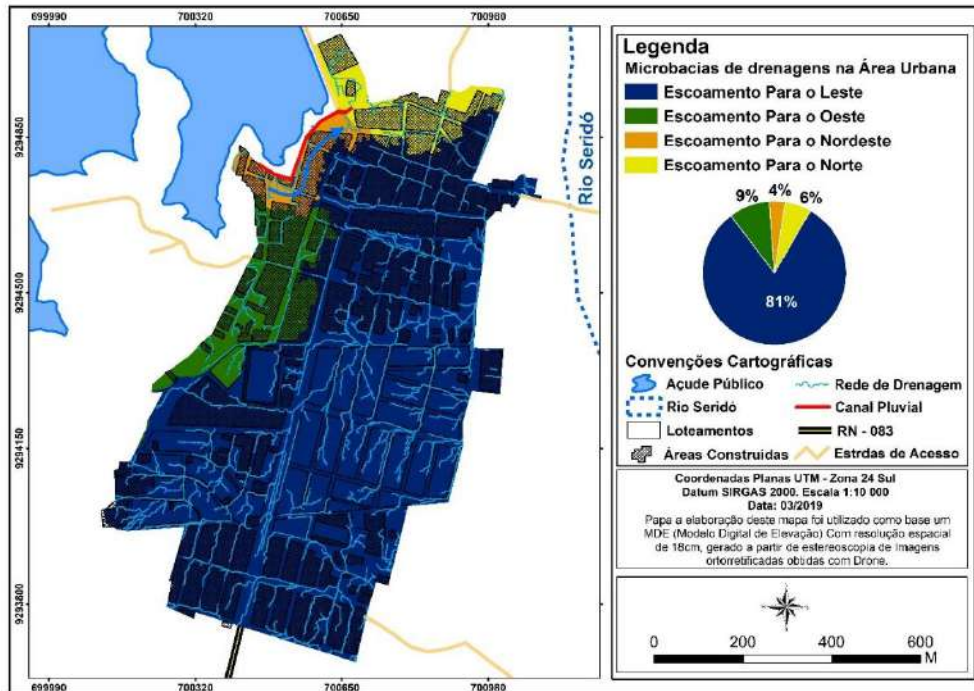 699990 700320 700650 700980
9294850
9294500
9294150
9293800
Rio Seridó
699990 700320 700650 700980
Legenda
Microbacias de drenagens na Área Urbana
Escoamento Para o Leste
Escoamento Para o Oeste
Escoamento Para o Nordeste
Escoamento Para o Norte
9% 4% 6%
81%
Convenções Cartográficas
Açude Público Rede de Drenagem
Rio Seridó Canal Pluvial
Loteamentos RN - 083
Áreas Construidas Estrdas de Acesso
Coordenadas Planas UTM - Zona 24 Sul
Datum SIRGAS 2000. Escala 1:10 000
Data: 03/2019
Papa a elaboração deste mapa foi utilizado como base um
MDE (Modelo Digital de Elevação) Com resolução espacial
de 18cm, gerado a partir de estereoscopia de Imagens
ortorretificadas obtidas com Drone.
0 200 400 600
M